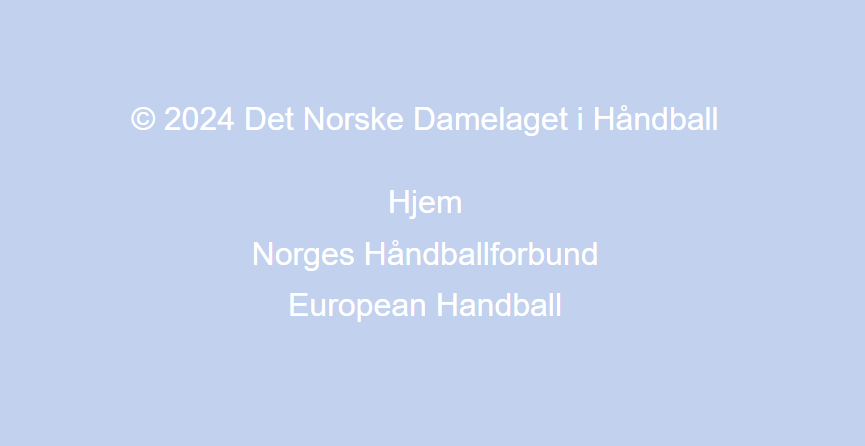 © 2024 Det Norske Damelaget i Håndball
Hjem
Norges Håndballforbund
European Handball